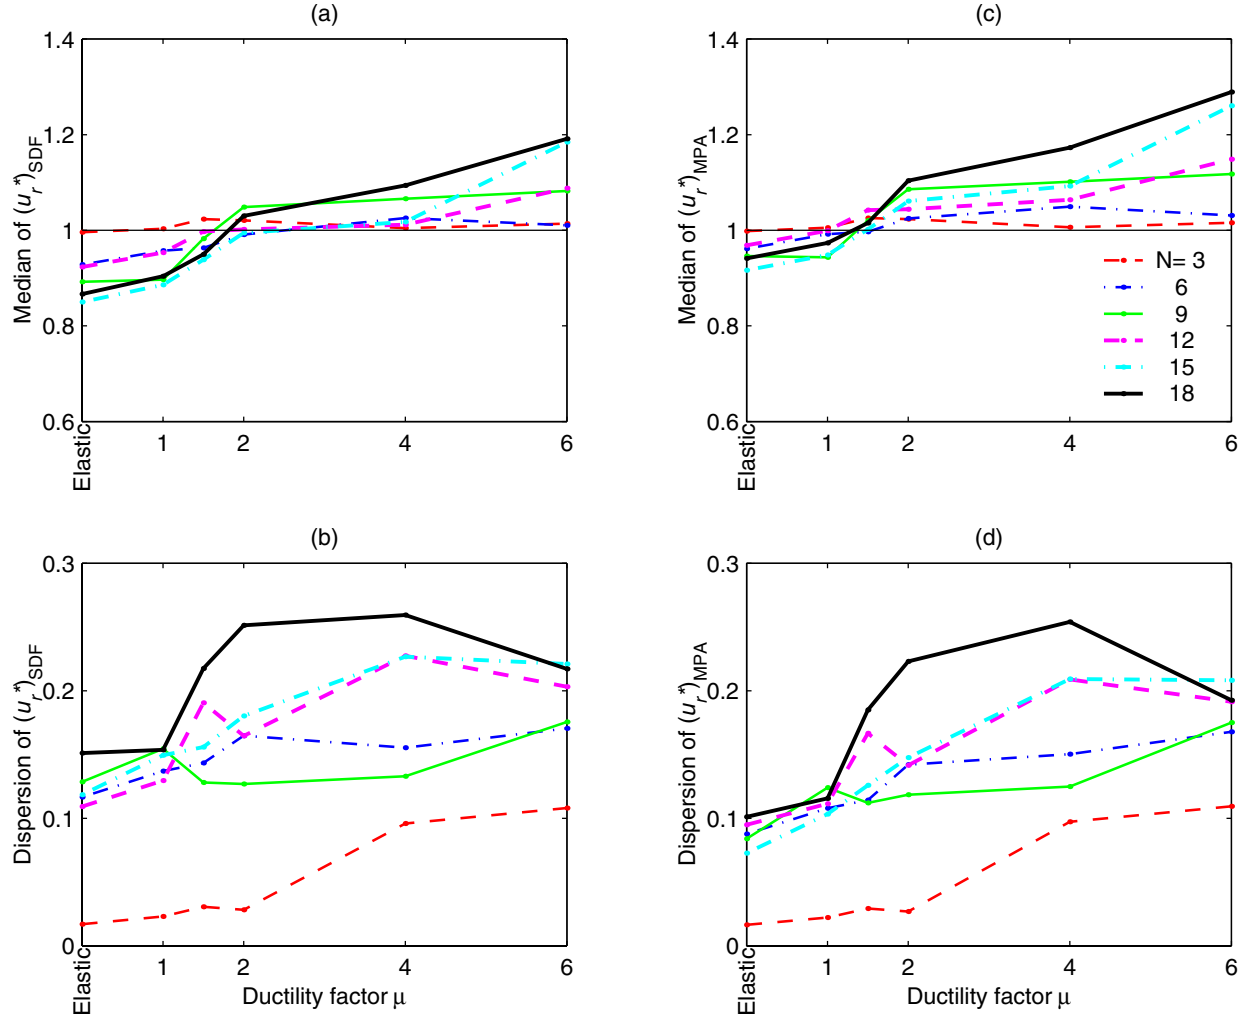 (a)
1.4
1.2
1
0.8
0.6
Median of (u_r^*)_SDF
Elastic
1
2
4
6
(c)
1.4
1.2
1
0.8
0.6
Median of (u_r^*)_MPA
Elastic
1
2
4
6
N= 3
6
9
12
15
18
(b)
0.3
0.2
0.1
0
Dispersion of (u_r^*)_SDF
Elastic
1
2
4
6
Ductility factor μ
(d)
0.3
0.2
0.1
0
Dispersion of (u_r^*)_MPA
Elastic
1
2
4
6
Ductility factor μ